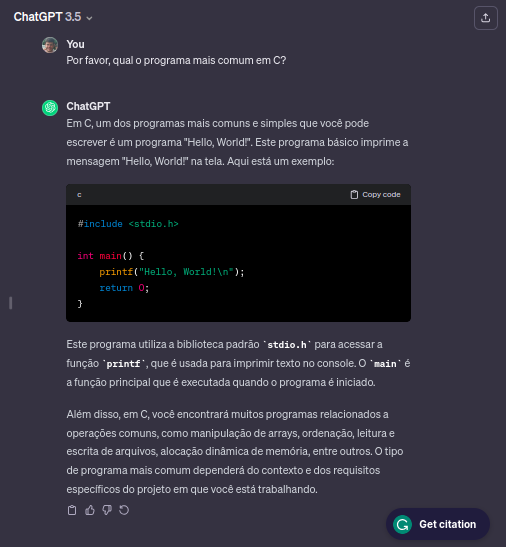 ChatGPT 3.5
You
Por favor, qual o programa mais comum em C?
ChatGPT
Em C, um dos programas mais comuns e simples que você pode
escrever é um programa "Hello, World!". Este programa básico imprime a
mensagem "Hello, World!" na tela. Aqui está um exemplo:
c
Copy code
#include <stdio.h>
int main() {
    printf("Hello, World!\n");
    return 0;
}
Este programa utiliza a biblioteca padrão `stdio.h` para acessar a
função `printf`, que é usada para imprimir texto no console. O `main` é
a função principal que é executada quando o programa é iniciado.
Além disso, em C, você encontrará muitos programas relacionados a
operações comuns, como manipulação de arrays, ordenação, leitura e
escrita de arquivos, alocação dinâmica de memória, entre outros. O tipo
de programa mais comum dependerá do contexto e dos requisitos
específicos do projeto em que você está trabalhando.
Get citation